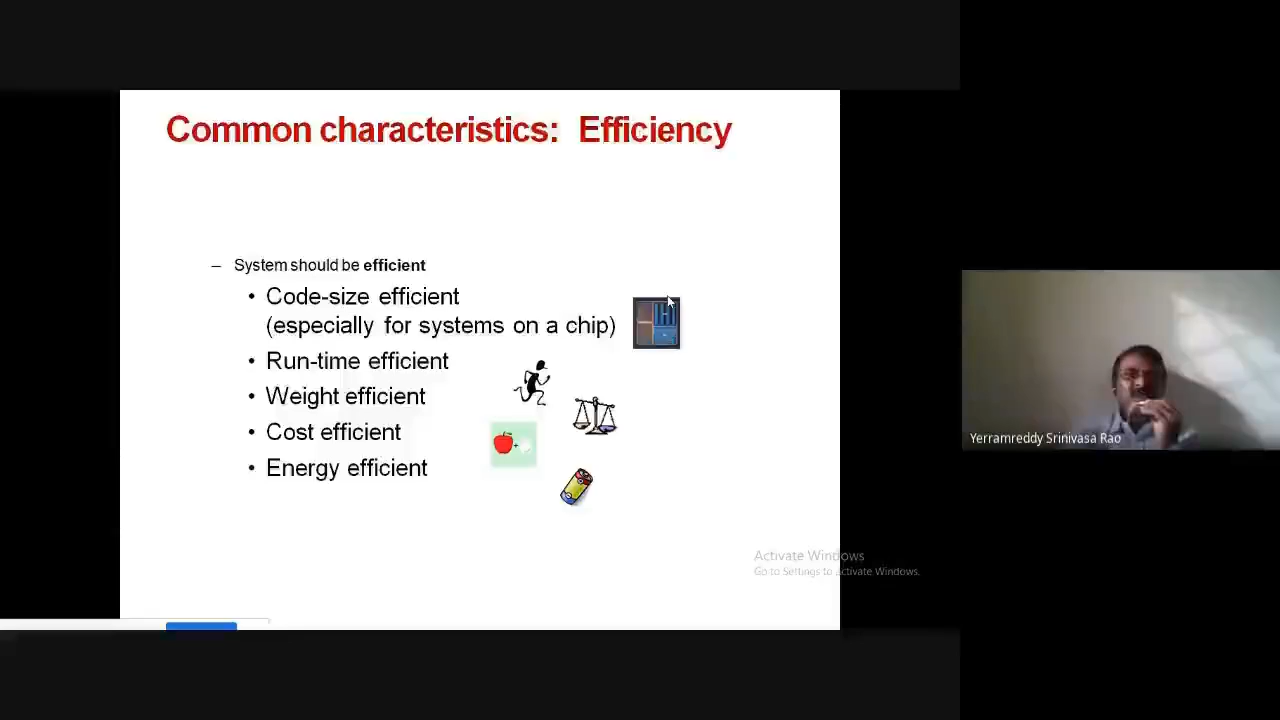 Common characteristics: Efficiency
– System should be efficient
• Code-size efficient
(especially for systems on a chip)
• Run-time efficient
• Weight efficient
• Cost efficient
• Energy efficient
Activate Windows
Go to Settings to activate Windows.
Yerramreddy Srinivasa Rao